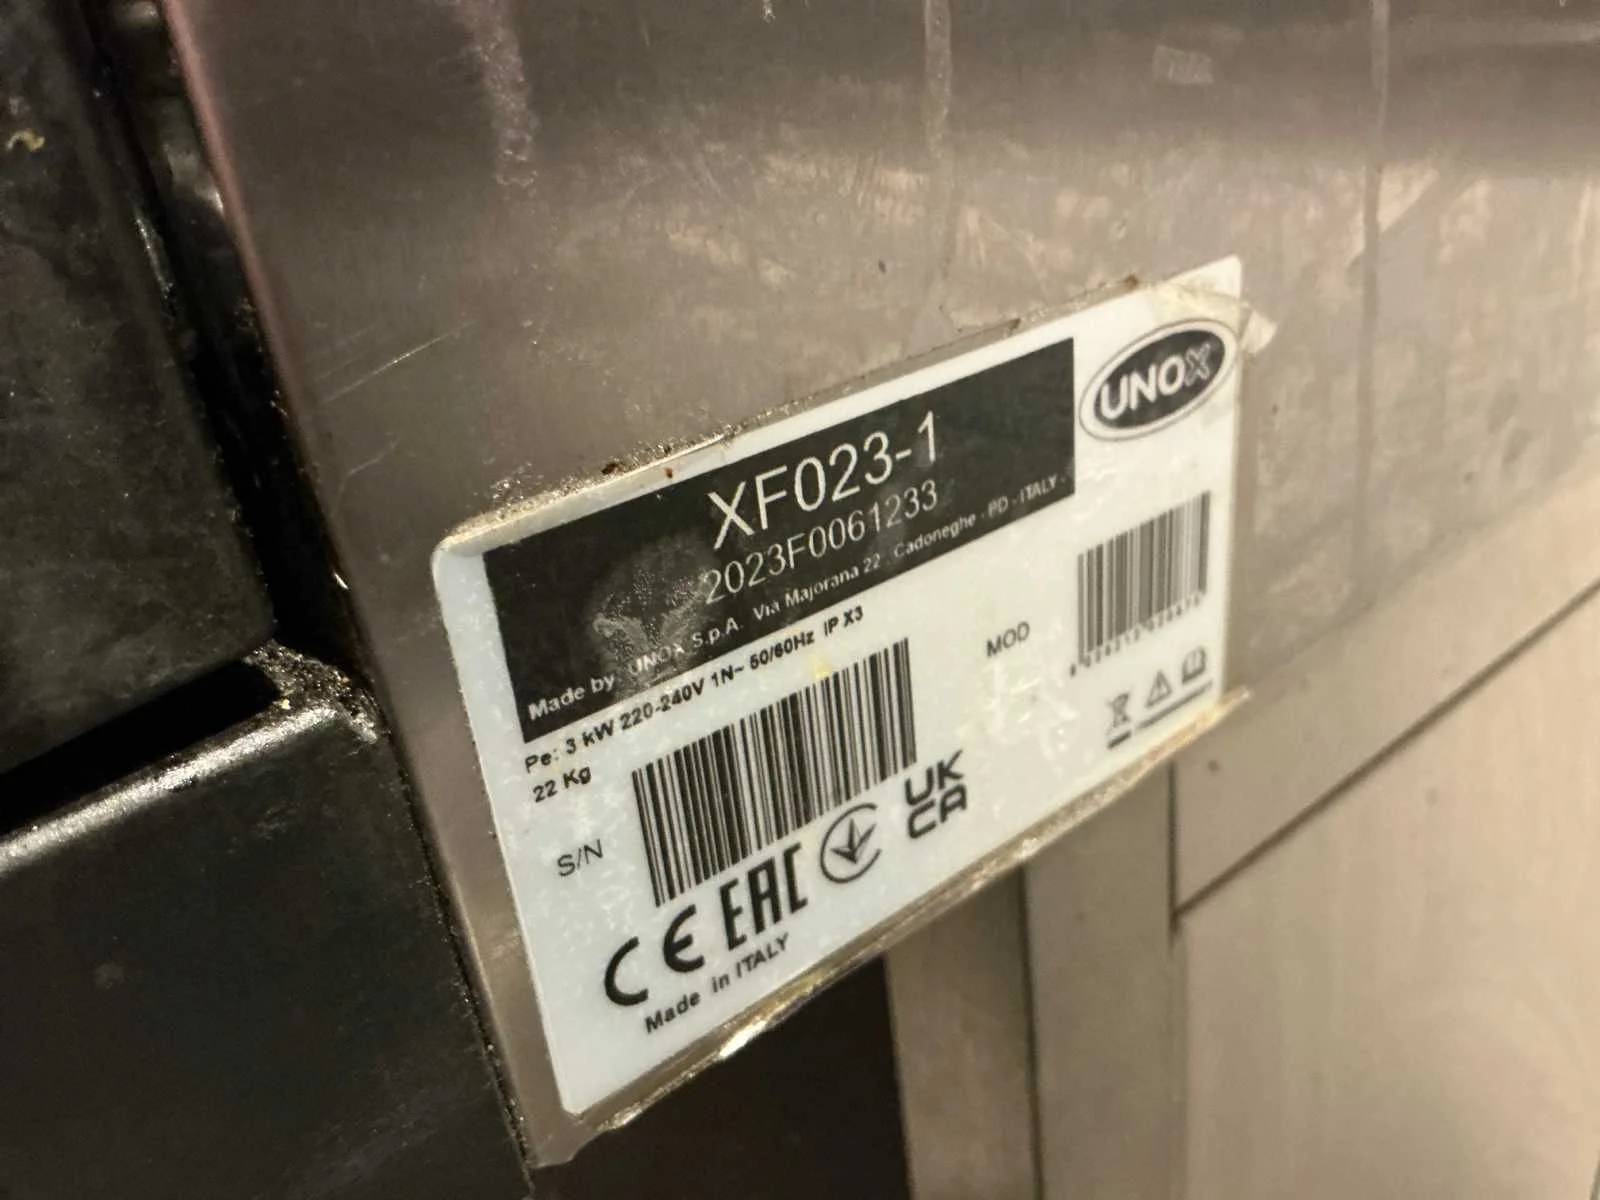 UNOX
XF023-1
2023F0061233
Made by UNOX S.p.A. Via Majorana 22 - Cadoneghe - PD - ITALY -
Pe: 3 kW 220-240V 1N~ 50/60Hz IP X3
22 Kg
MOD
S/N
CE EAC UK CA
Made in ITALY